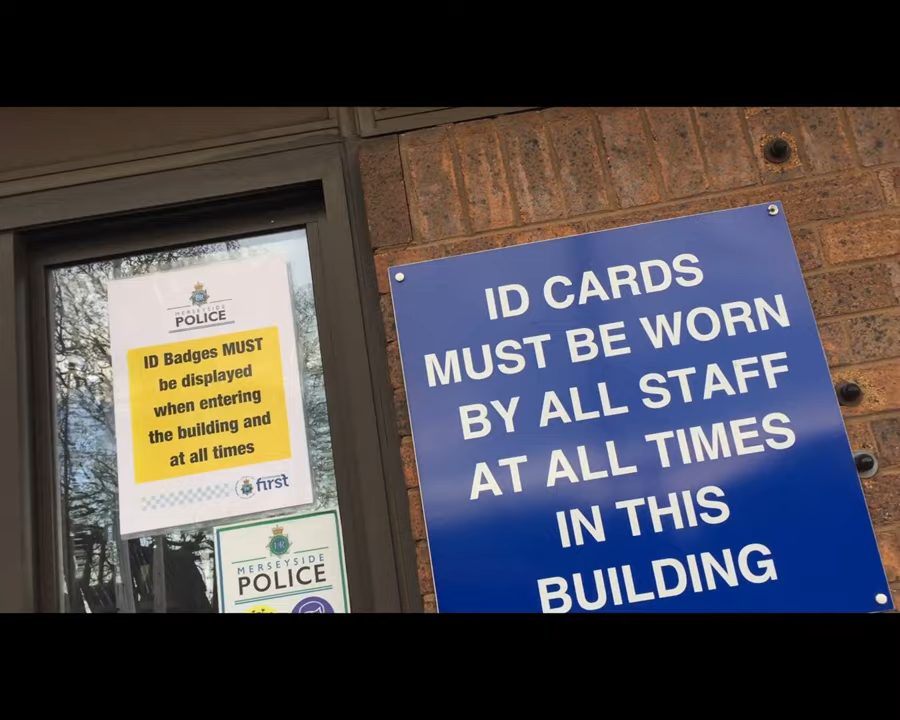 MERSEYSIDE
POLICE
ID Badges MUST
be displayed
when entering
the building and
at all times
first
MERSEYSIDE
POLICE
ID CARDS
MUST BE WORN
BY ALL STAFF
AT ALL TIMES
IN THIS
BUILDING